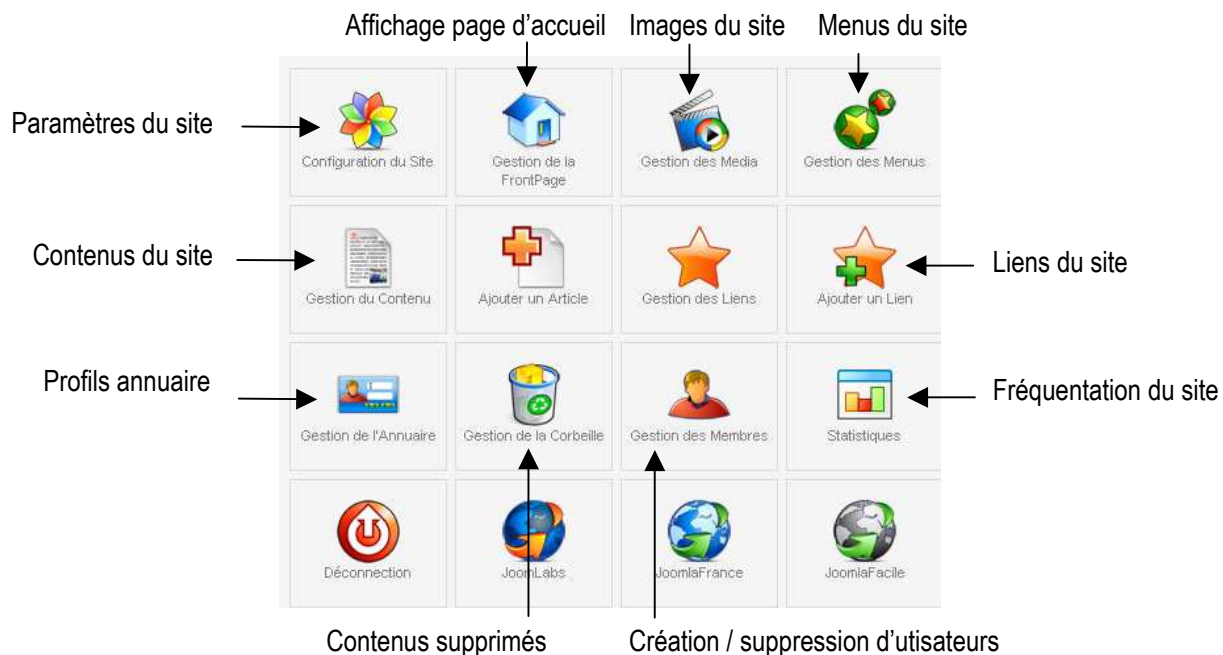 Affichage page d’accueil
Images du site
Menus du site
Paramètres du site
Configuration du Site
Gestion de la
FrontPage
Gestion des Media
Gestion des Menus
Contenus du site
Gestion du Contenu
Ajouter un Article
Gestion des Liens
Ajouter un Lien
Liens du site
Profils annuaire
Gestion de l'Annuaire
Gestion de la Corbeille
Gestion des Membres
Statistiques
Fréquentation du site
Déconnection
JoomLabs
JoomlaFrance
JoomlaFacile
Contenus supprimés
Création / suppression d’utisateurs